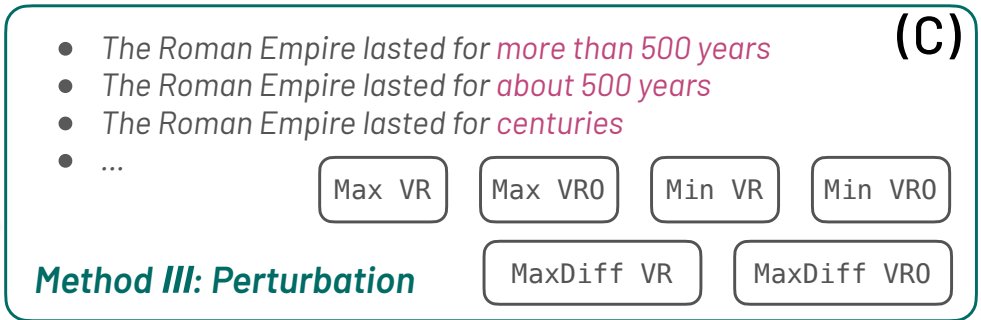 (C)
● The Roman Empire lasted for more than 500 years
● The Roman Empire lasted for about 500 years
● The Roman Empire lasted for centuries
● ...
Max VR Max VRO Min VR Min VRO
Method III: Perturbation MaxDiff VR MaxDiff VRO